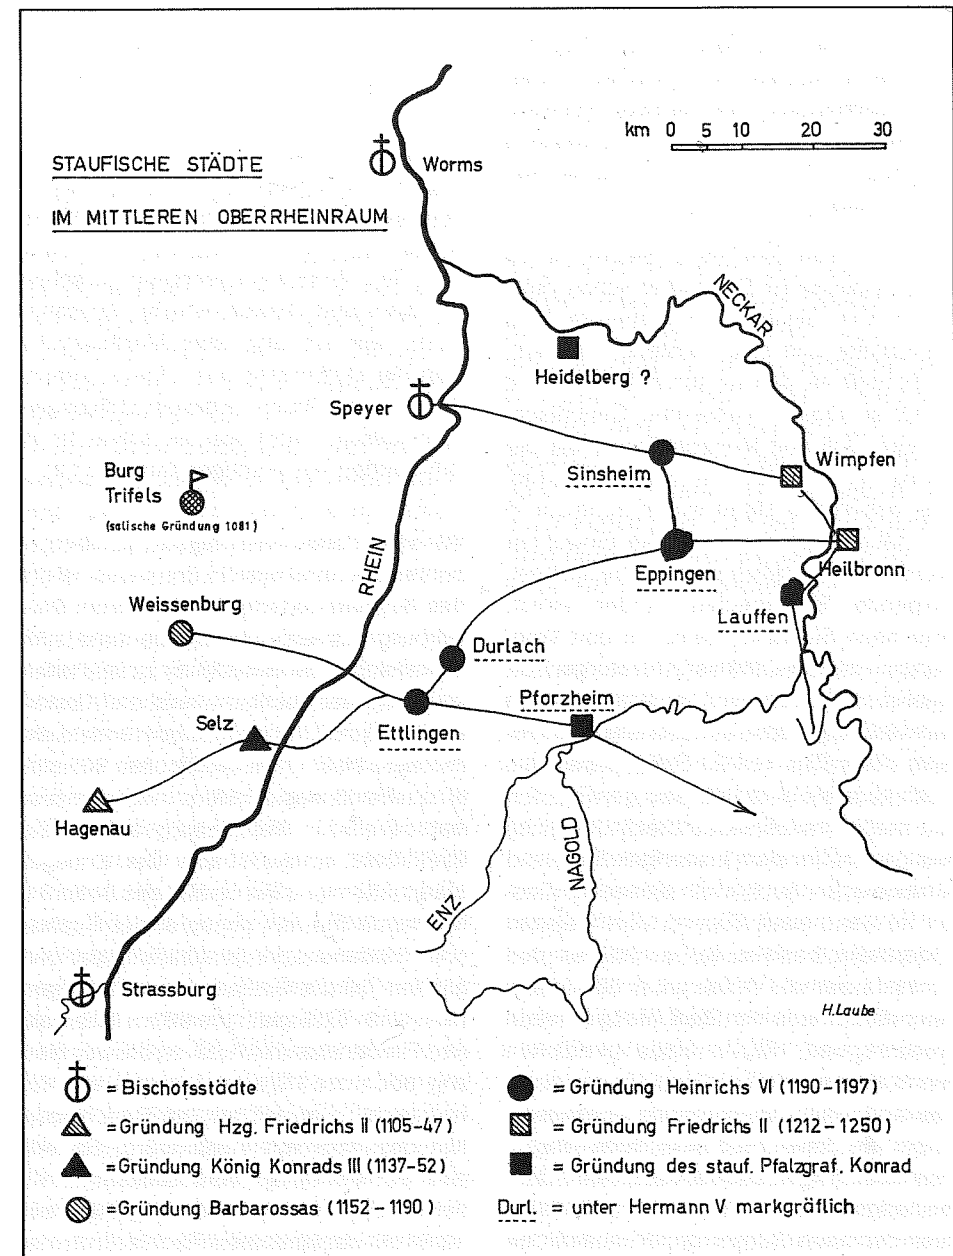 STAUFISCHE STÄDTE
IM MITTLEREN OBERRHEINRAUM
km 0 5 10 20 30
Worms
NECKAR
Heidelberg ?
Speyer
Sinsheim
Wimpfen
Burg
Trifels
(salische Gründung 1081)
RHEIN
Eppingen
Heilbronn
Weissenburg
Lauffen
Durlach
Pforzheim
Selz
Ettlingen
Hagenau
NAGOLD
ENZ
Strassburg
H.Laube
= Bischofsstädte
= Gründung Hzg. Friedrichs II (1105-47)
= Gründung König Konrads III (1137-52)
= Gründung Barbarossas (1152-1190)
= Gründung Heinrichs VI (1190-1197)
= Gründung Friedrichs II (1212-1250)
= Gründung des stauf. Pfalzgraf. Konrad
Durl. = unter Hermann V markgräflich